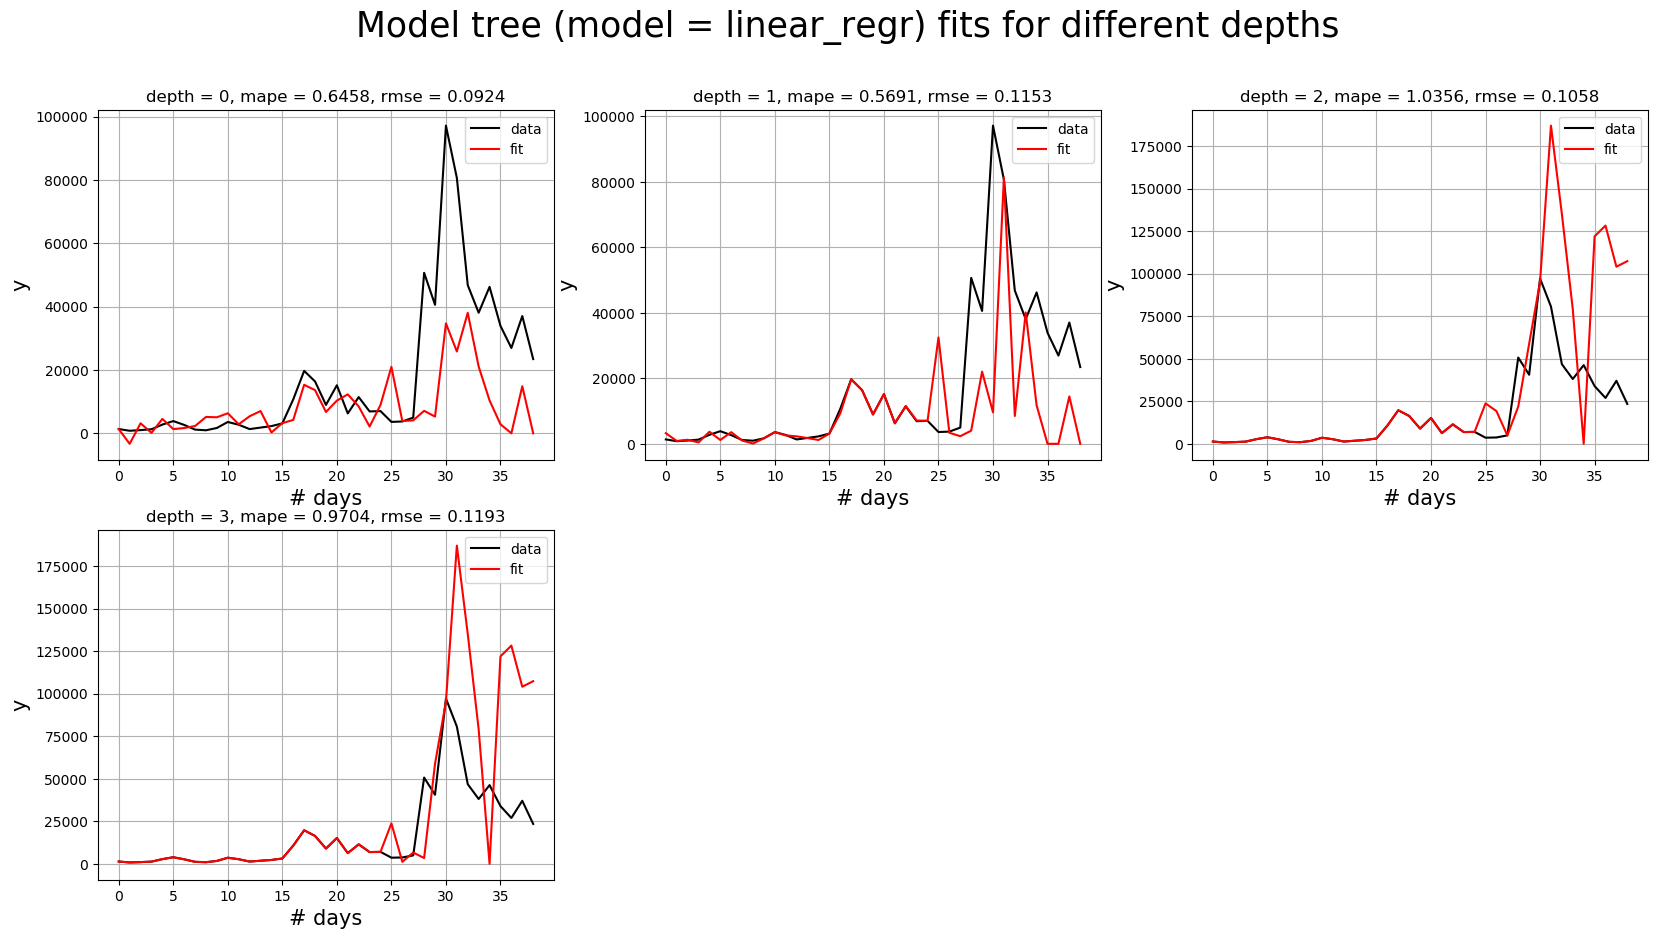 Model tree (model = linear_regr) fits for different depths
depth = 0, mape = 0.6458, rmse = 0.0924
100000
80000
60000
40000
20000
0
y
data
fit
0 5 10 15 20 25 30 35
# days
depth = 1, mape = 0.5691, rmse = 0.1153
100000
80000
60000
40000
20000
0
y
data
fit
0 5 10 15 20 25 30 35
# days
depth = 2, mape = 1.0356, rmse = 0.1058
175000
150000
125000
100000
75000
50000
25000
0
y
data
fit
0 5 10 15 20 25 30 35
# days
depth = 3, mape = 0.9704, rmse = 0.1193
175000
150000
125000
100000
75000
50000
25000
0
y
data
fit
0 5 10 15 20 25 30 35
# days